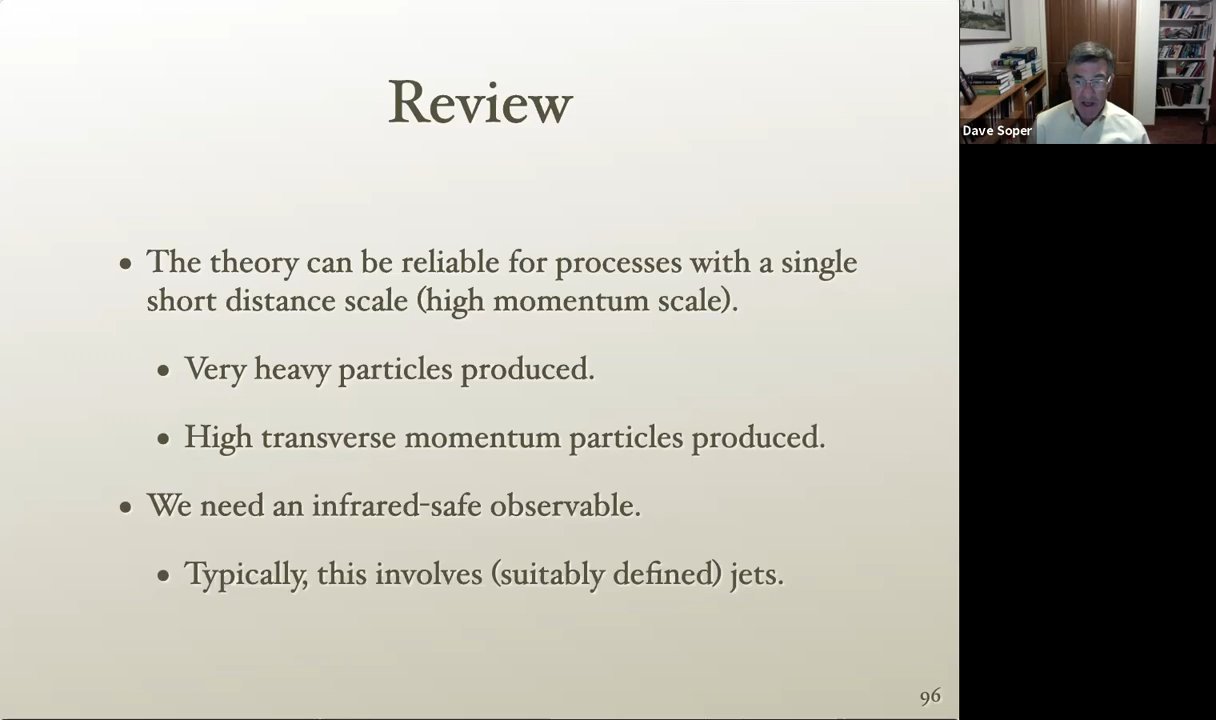 Review
• The theory can be reliable for processes with a single
short distance scale (high momentum scale).
• Very heavy particles produced.
• High transverse momentum particles produced.
• We need an infrared-safe observable.
• Typically, this involves (suitably defined) jets.
96
Dave Soper